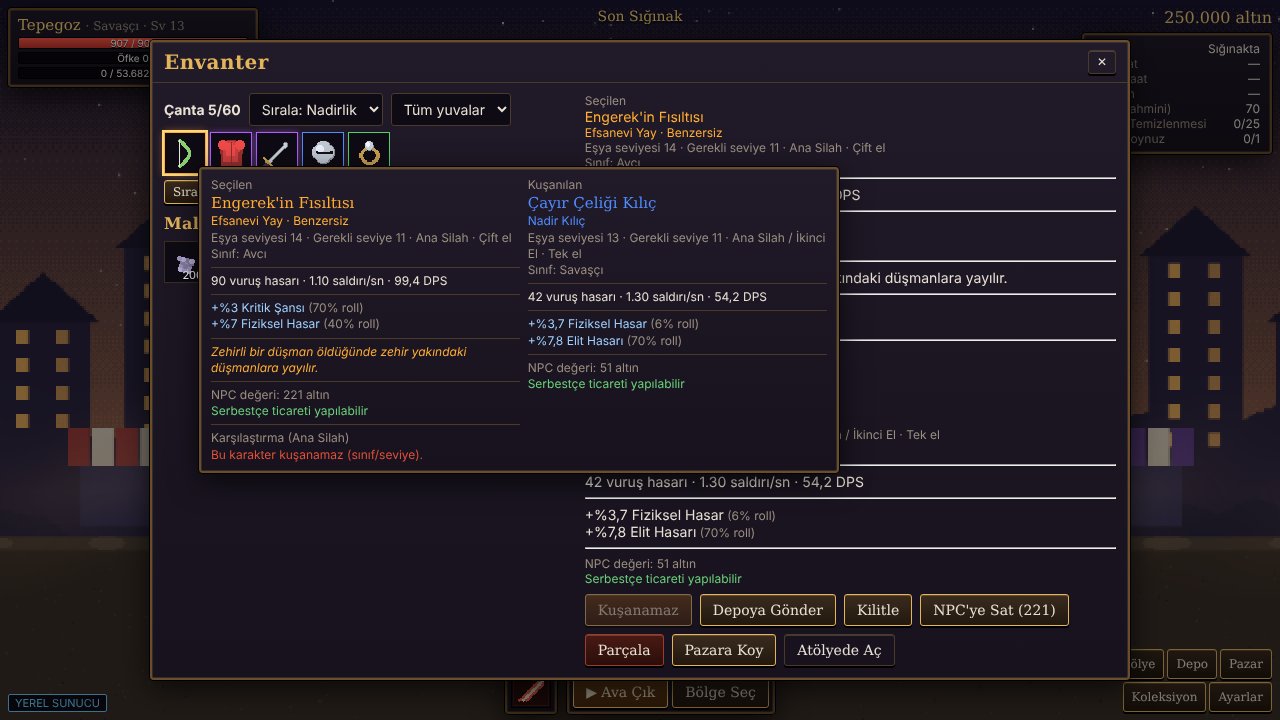 Tepegoz · Savaşçı · Sv 13
907 / 90
Öfke 0
0 / 53.682
Son Sığınak
250.000 altın
Sığınakta
at —
aat —
n —
ahmini) 70
Temizlenmesi 0/25
oynuz 0/1
Envanter
×
Çanta 5/60
Sırala: Nadirlik
Tüm yuvalar
Sıra
Mal
200
Seçilen
Engerek'in Fısıltısı
Efsanevi Yay · Benzersiz
Eşya seviyesi 14 · Gerekli seviye 11 · Ana Silah · Çift el
Sınıf: Avcı
DPS
ındaki düşmanlara yayılır.
/ İkinci El · Tek el
42 vuruş hasarı · 1.30 saldırı/sn · 54,2 DPS
+%3,7 Fiziksel Hasar (6% roll)
+%7,8 Elit Hasarı (70% roll)
NPC değeri: 51 altın
Serbestçe ticareti yapılabilir
Kuşanamaz
Depoya Gönder
Kilitle
NPC'ye Sat (221)
Parçala
Pazara Koy
Atölyede Aç
Seçilen
Engerek'in Fısıltısı
Efsanevi Yay · Benzersiz
Eşya seviyesi 14 · Gerekli seviye 11 · Ana Silah · Çift el
Sınıf: Avcı
90 vuruş hasarı · 1.10 saldırı/sn · 99,4 DPS
+%3 Kritik Şansı (70% roll)
+%7 Fiziksel Hasar (40% roll)
Zehirli bir düşman öldüğünde zehir yakındaki
düşmanlara yayılır.
NPC değeri: 221 altın
Serbestçe ticareti yapılabilir
Karşılaştırma (Ana Silah)
Bu karakter kuşanamaz (sınıf/seviye).
Kuşanılan
Çayır Çeliği Kılıç
Nadir Kılıç
Eşya seviyesi 13 · Gerekli seviye 11 · Ana Silah / İkinci
El · Tek el
Sınıf: Savaşçı
42 vuruş hasarı · 1.30 saldırı/sn · 54,2 DPS
+%3,7 Fiziksel Hasar (6% roll)
+%7,8 Elit Hasarı (70% roll)
NPC değeri: 51 altın
Serbestçe ticareti yapılabilir
YEREL SUNUCU
▶ Ava Çık
Bölge Seç
ölye
Depo
Pazar
Koleksiyon
Ayarlar